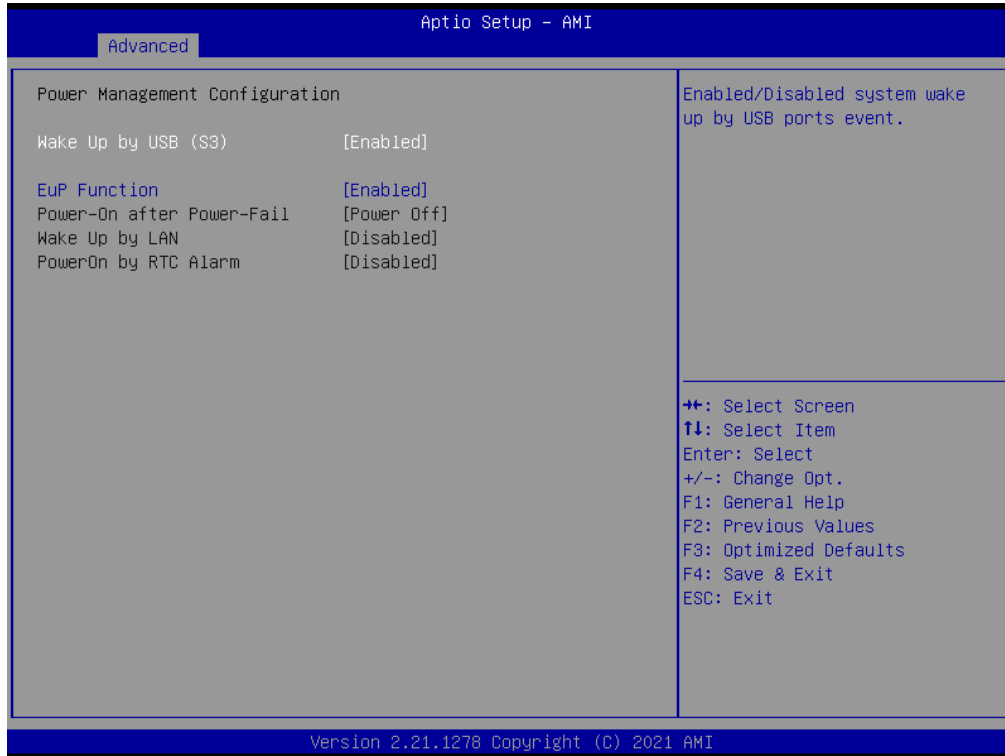 Aptio Setup - AMI
Advanced
Power Management Configuration
Wake Up by USB (S3) [Enabled]
EuP Function [Enabled]
Power-On after Power-Fail [Power Off]
Wake Up by LAN [Disabled]
PowerOn by RTC Alarm [Disabled]
Enabled/Disabled system wake
up by USB ports event.
→←: Select Screen
↑↓: Select Item
Enter: Select
+/-: Change Opt.
F1: General Help
F2: Previous Values
F3: Optimized Defaults
F4: Save & Exit
ESC: Exit
Version 2.21.1278 Copyright (C) 2021 AMI